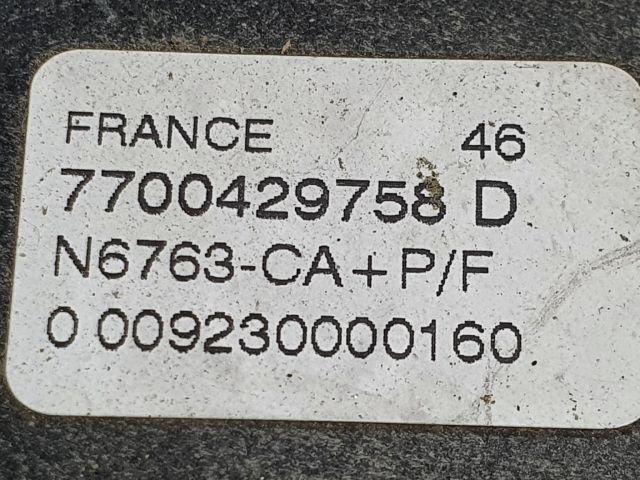 FRANCE 46
7700429758 D
N6763-CA+P/F
0 009230000160